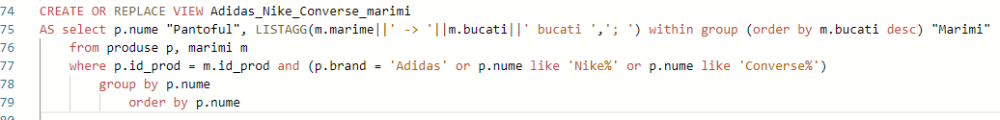 74 CREATE OR REPLACE VIEW Adidas_Nike_Converse_marimi
75 AS select p.nume "Pantoful", LISTAGG(m.marime||' -> '||m.bucati||' bucati ','; ') within group (order by m.bucati desc) "Marimi"
76 from produse p, marimi m
77 where p.id_prod = m.id_prod and (p.brand = 'Adidas' or p.nume like 'Nike%' or p.nume like 'Converse%')
78 group by p.nume
79 order by p.nume